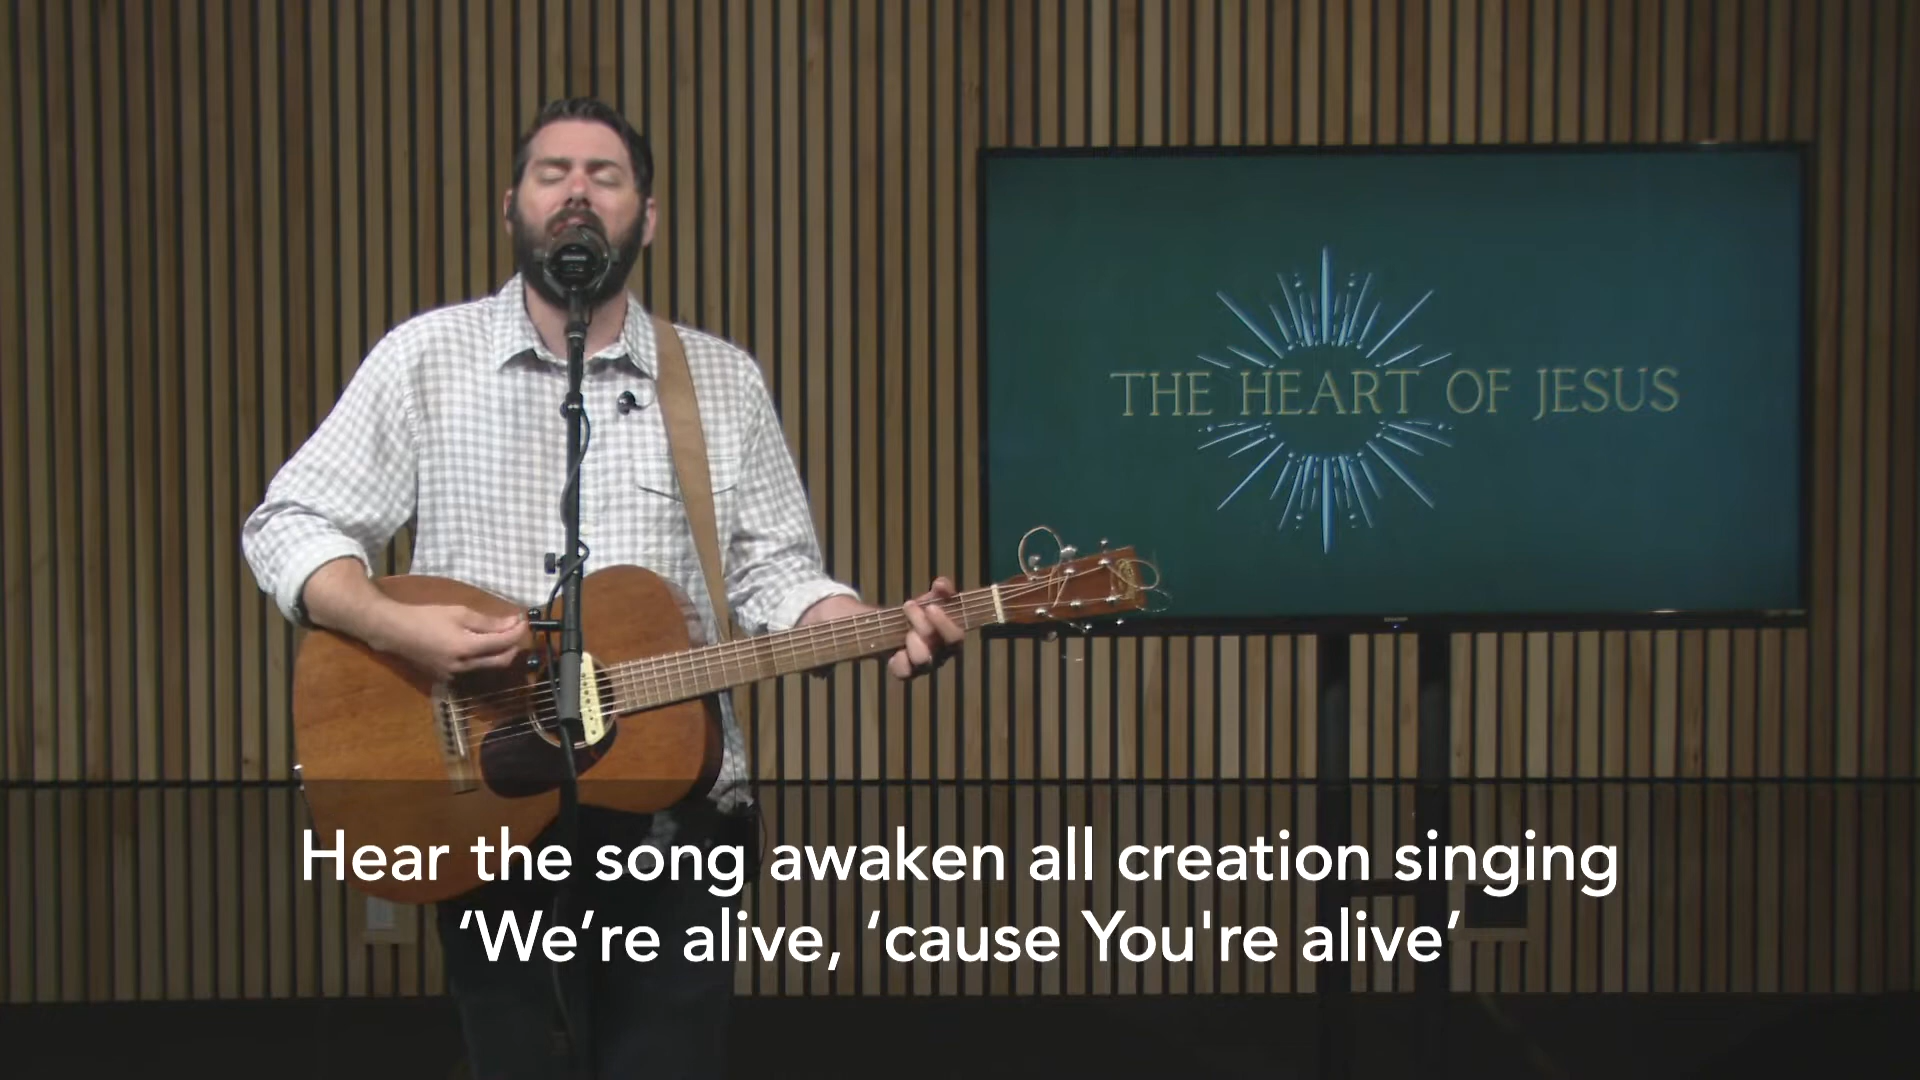 THE HEART OF JESUS
Hear the song awaken all creation singing
‘We’re alive, ‘cause You're alive’